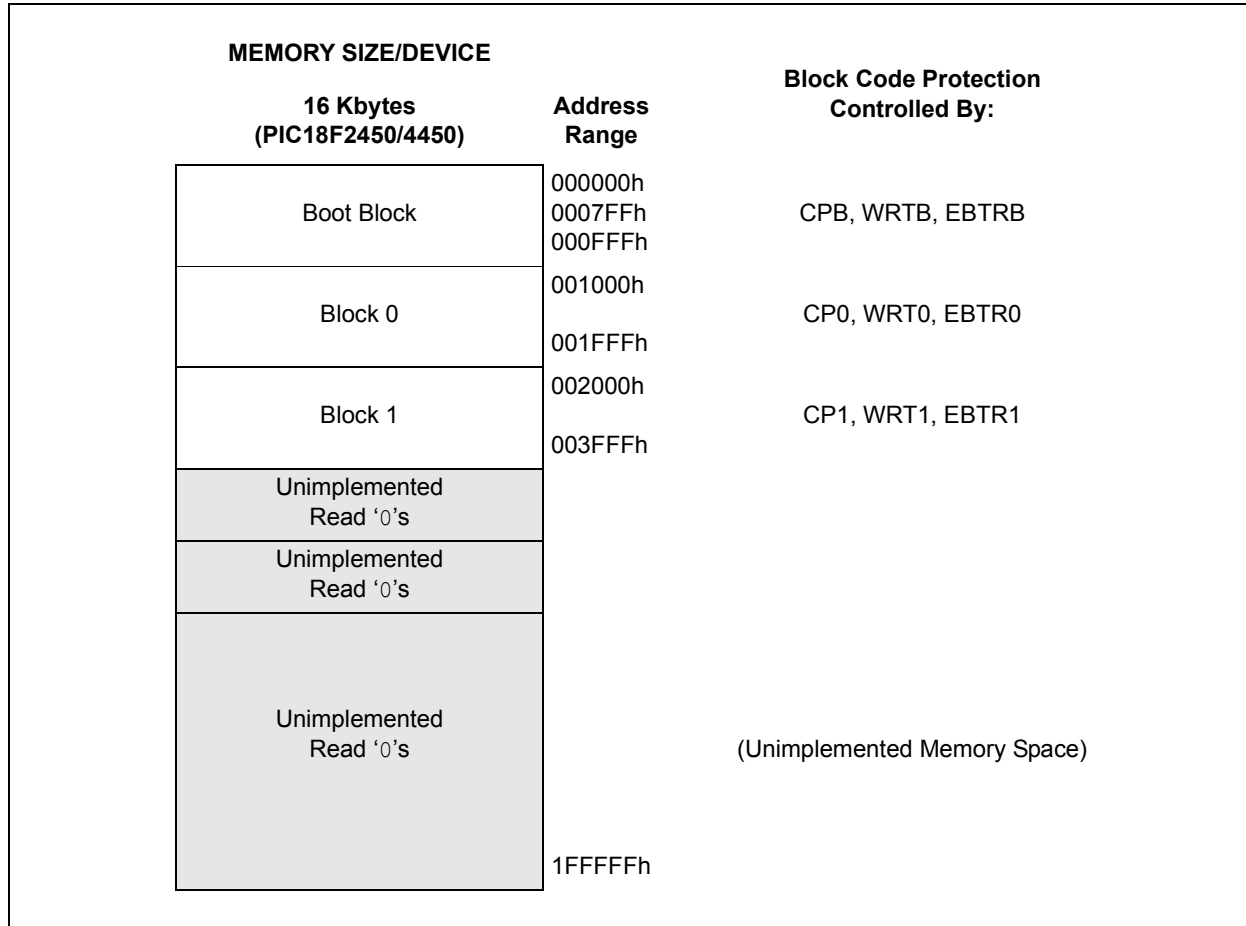 MEMORY SIZE/DEVICE
16 Kbytes
(PIC18F2450/4450)
Address
Range
Block Code Protection
Controlled By:
Boot Block
000000h
0007FFh
000FFFh
CPB, WRTB, EBTRB
Block 0
001000h
001FFFh
CP0, WRT0, EBTR0
Block 1
002000h
003FFFh
CP1, WRT1, EBTR1
Unimplemented
Read ‘0’s
Unimplemented
Read ‘0’s
Unimplemented
Read ‘0’s
(Unimplemented Memory Space)
1FFFFFh